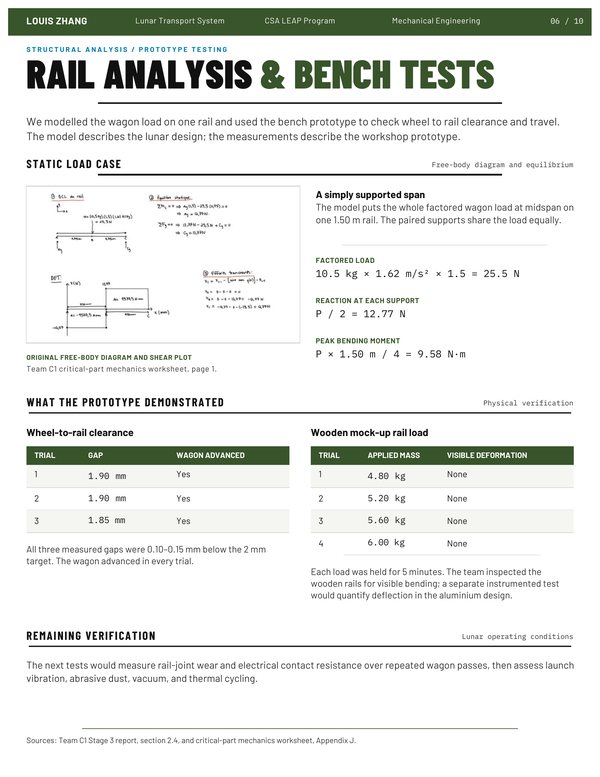 LOUIS ZHANG Lunar Transport System CSA LEAP Program Mechanical Engineering 06 / 10
STRUCTURAL ANALYSIS / PROTOTYPE TESTING
RAIL ANALYSIS & BENCH TESTS
We modelled the wagon load on one rail and used the bench prototype to check wheel to rail clearance and travel.
The model describes the lunar design; the measurements describe the workshop prototype.
STATIC LOAD CASE Free-body diagram and equilibrium
ORIGINAL FREE-BODY DIAGRAM AND SHEAR PLOT
Team C1 critical-part mechanics worksheet, page 1.
A simply supported span
The model puts the whole factored wagon load at midspan on
one 1.50 m rail. The paired supports share the load equally.
FACTORED LOAD
10.5 kg × 1.62 m/s² × 1.5 = 25.5 N
REACTION AT EACH SUPPORT
P / 2 = 12.77 N
PEAK BENDING MOMENT
P × 1.50 m / 4 = 9.58 N·m
WHAT THE PROTOTYPE DEMONSTRATED Physical verification
Wheel-to-rail clearance
TRIAL GAP WAGON ADVANCED
1 1.90 mm Yes
2 1.90 mm Yes
3 1.85 mm Yes
All three measured gaps were 0.10–0.15 mm below the 2 mm
target. The wagon advanced in every trial.
Wooden mock-up rail load
TRIAL APPLIED MASS VISIBLE DEFORMATION
1 4.80 kg None
2 5.20 kg None
3 5.60 kg None
4 6.00 kg None
Each load was held for 5 minutes. The team inspected the
wooden rails for visible bending; a separate instrumented test
would quantify deflection in the aluminium design.
REMAINING VERIFICATION Lunar operating conditions
The next tests would measure rail-joint wear and electrical contact resistance over repeated wagon passes, then assess launch
vibration, abrasive dust, vacuum, and thermal cycling.
Sources: Team C1 Stage 3 report, section 2.4, and critical-part mechanics worksheet, Appendix J.